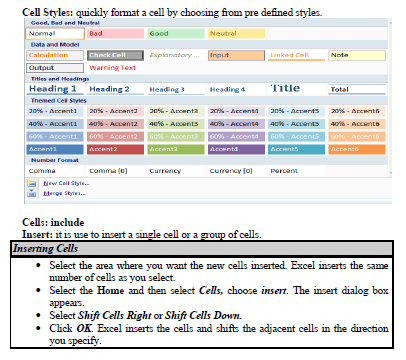 Cell Styles: quickly format a cell by choosing from pre defined styles.
Good, Bad and Neutral
Normal Bad Good Neutral
Data and Model
Calculation Check Cell Explanatory ... Input Linked Cell Note
Output Warning Text
Titles and Headings
Heading 1 Heading 2 Heading 3 Heading 4 Title Total
Themed Cell Styles
20% - Accent1 20% - Accent2 20% - Accent3 20% - Accent4 20% - Accent5 20% - Accent6
40% - Accent1 40% - Accent2 40% - Accent3 40% - Accent4 40% - Accent5 40% - Accent6
60% - Accent1 60% - Accent2 60% - Accent3 60% - Accent4 60% - Accent5 60% - Accent6
Accent1 Accent2 Accent3 Accent4 Accent5 Accent6
Number Format
Comma Comma [0] Currency Currency [0] Percent
New Cell Style...
Merge Styles...
Cells: include
Insert: it is use to insert a single cell or a group of cells.
Inserting Cells
• Select the area where you want the new cells inserted. Excel inserts the same
number of cells as you select.
• Select the Home and then select Cells, choose insert. The insert dialog box
appears.
• Select Shift Cells Right or Shift Cells Down.
• Click OK. Excel inserts the cells and shifts the adjacent cells in the direction
you specify.